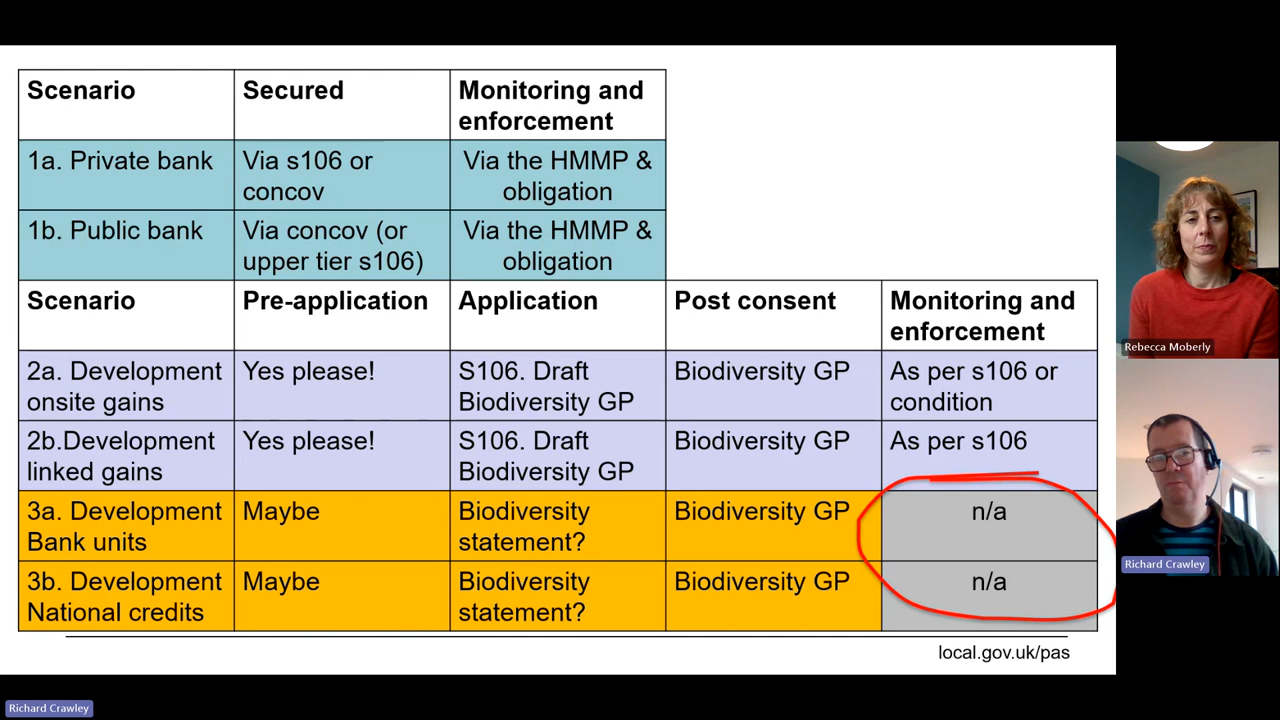 Scenario Secured Monitoring and
enforcement
1a. Private bank Via s106 or Via the HMMP &
concov obligation
1b. Public bank Via concov (or Via the HMMP &
upper tier s106) obligation
Scenario Pre-application Application Post consent Monitoring and
enforcement
2a. Development Yes please! S106. Draft Biodiversity GP As per s106 or
onsite gains Biodiversity GP condition
2b.Development Yes please! S106. Draft Biodiversity GP As per s106
linked gains Biodiversity GP
3a. Development Maybe Biodiversity Biodiversity GP n/a
Bank units statement?
3b. Development Maybe Biodiversity Biodiversity GP n/a
National credits statement?
local.gov.uk/pas
Rebecca Moberly
Richard Crawley
Richard Crawley